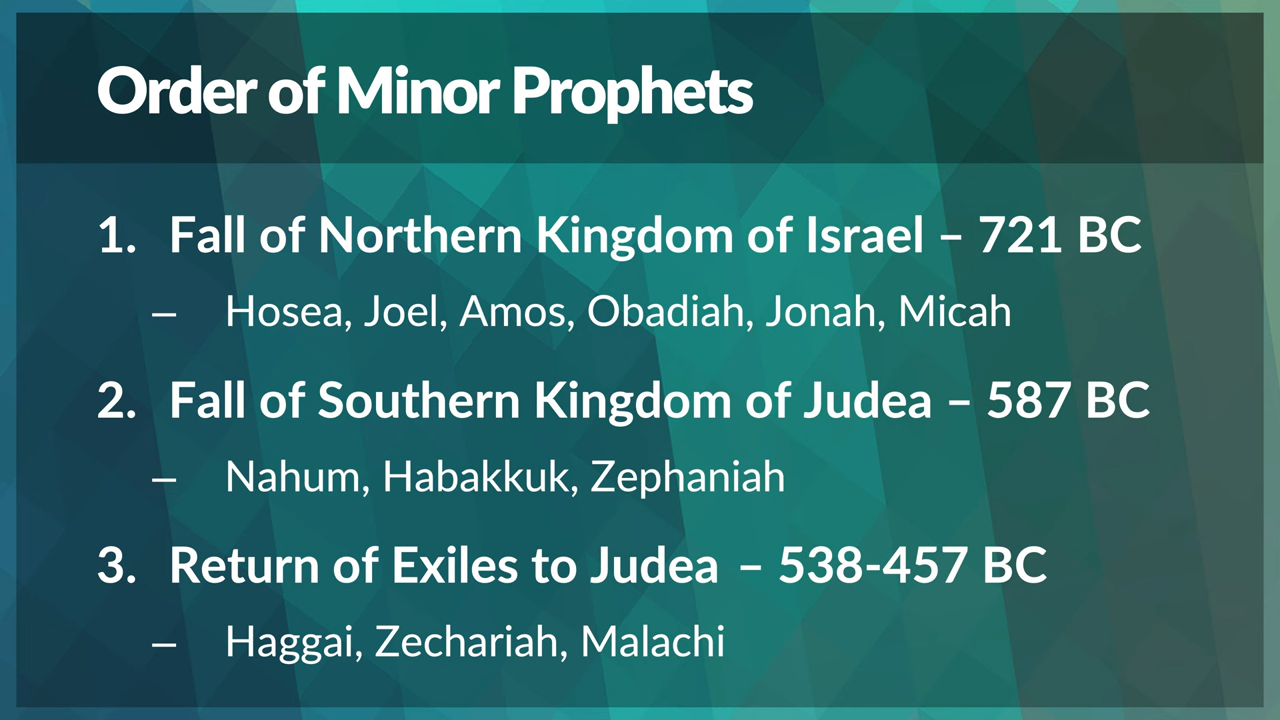 Order of Minor Prophets
1. Fall of Northern Kingdom of Israel – 721 BC
– Hosea, Joel, Amos, Obadiah, Jonah, Micah
2. Fall of Southern Kingdom of Judea – 587 BC
– Nahum, Habakkuk, Zephaniah
3. Return of Exiles to Judea – 538-457 BC
– Haggai, Zechariah, Malachi